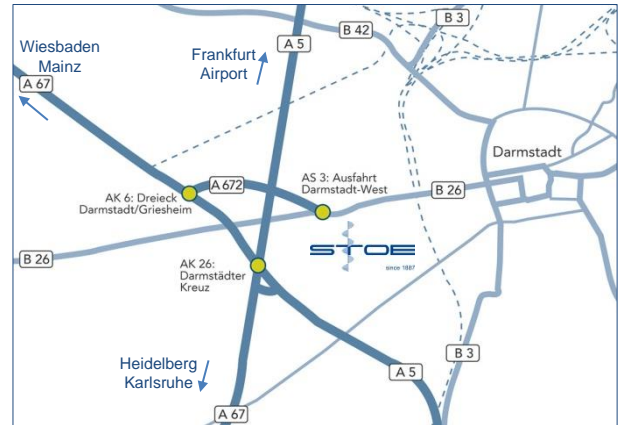 Wiesbaden
Mainz
A 67
Frankfurt
Airport
A 5
B 42
B 3
Darmstadt
A 672
AS 3: Ausfahrt
Darmstadt-West
B 26
AK 6: Dreieck
Darmstadt/Griesheim
B 26
STOE
since 1887
AK 26:
Darmstädter
Kreuz
Heidelberg
Karlsruhe
B 3
A 5
A 67